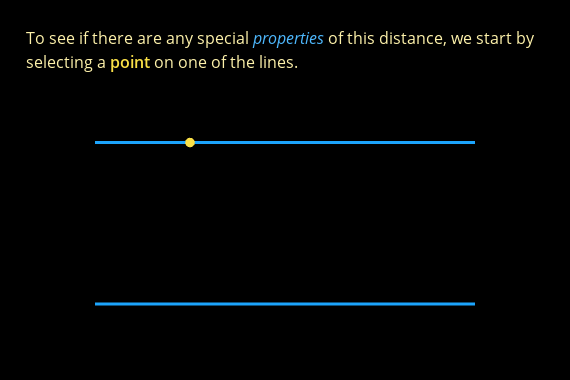 To see if there are any special properties of this distance, we start by
selecting a point on one of the lines.